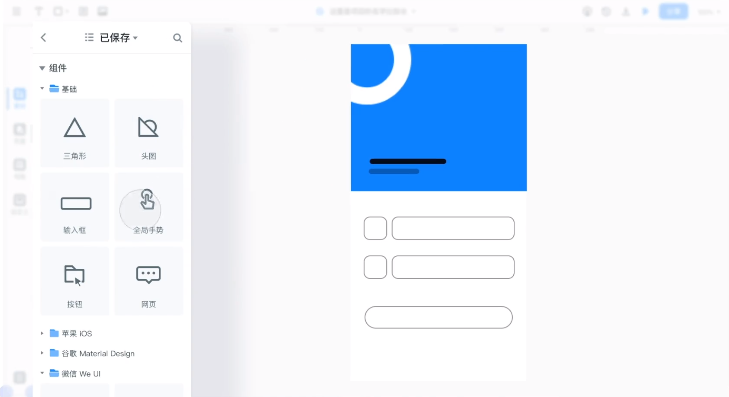 已保存
组件
基础
三角形
头图
输入框
全局手势
按钮
网页
苹果 iOS
谷歌 Material Design
微信 We UI